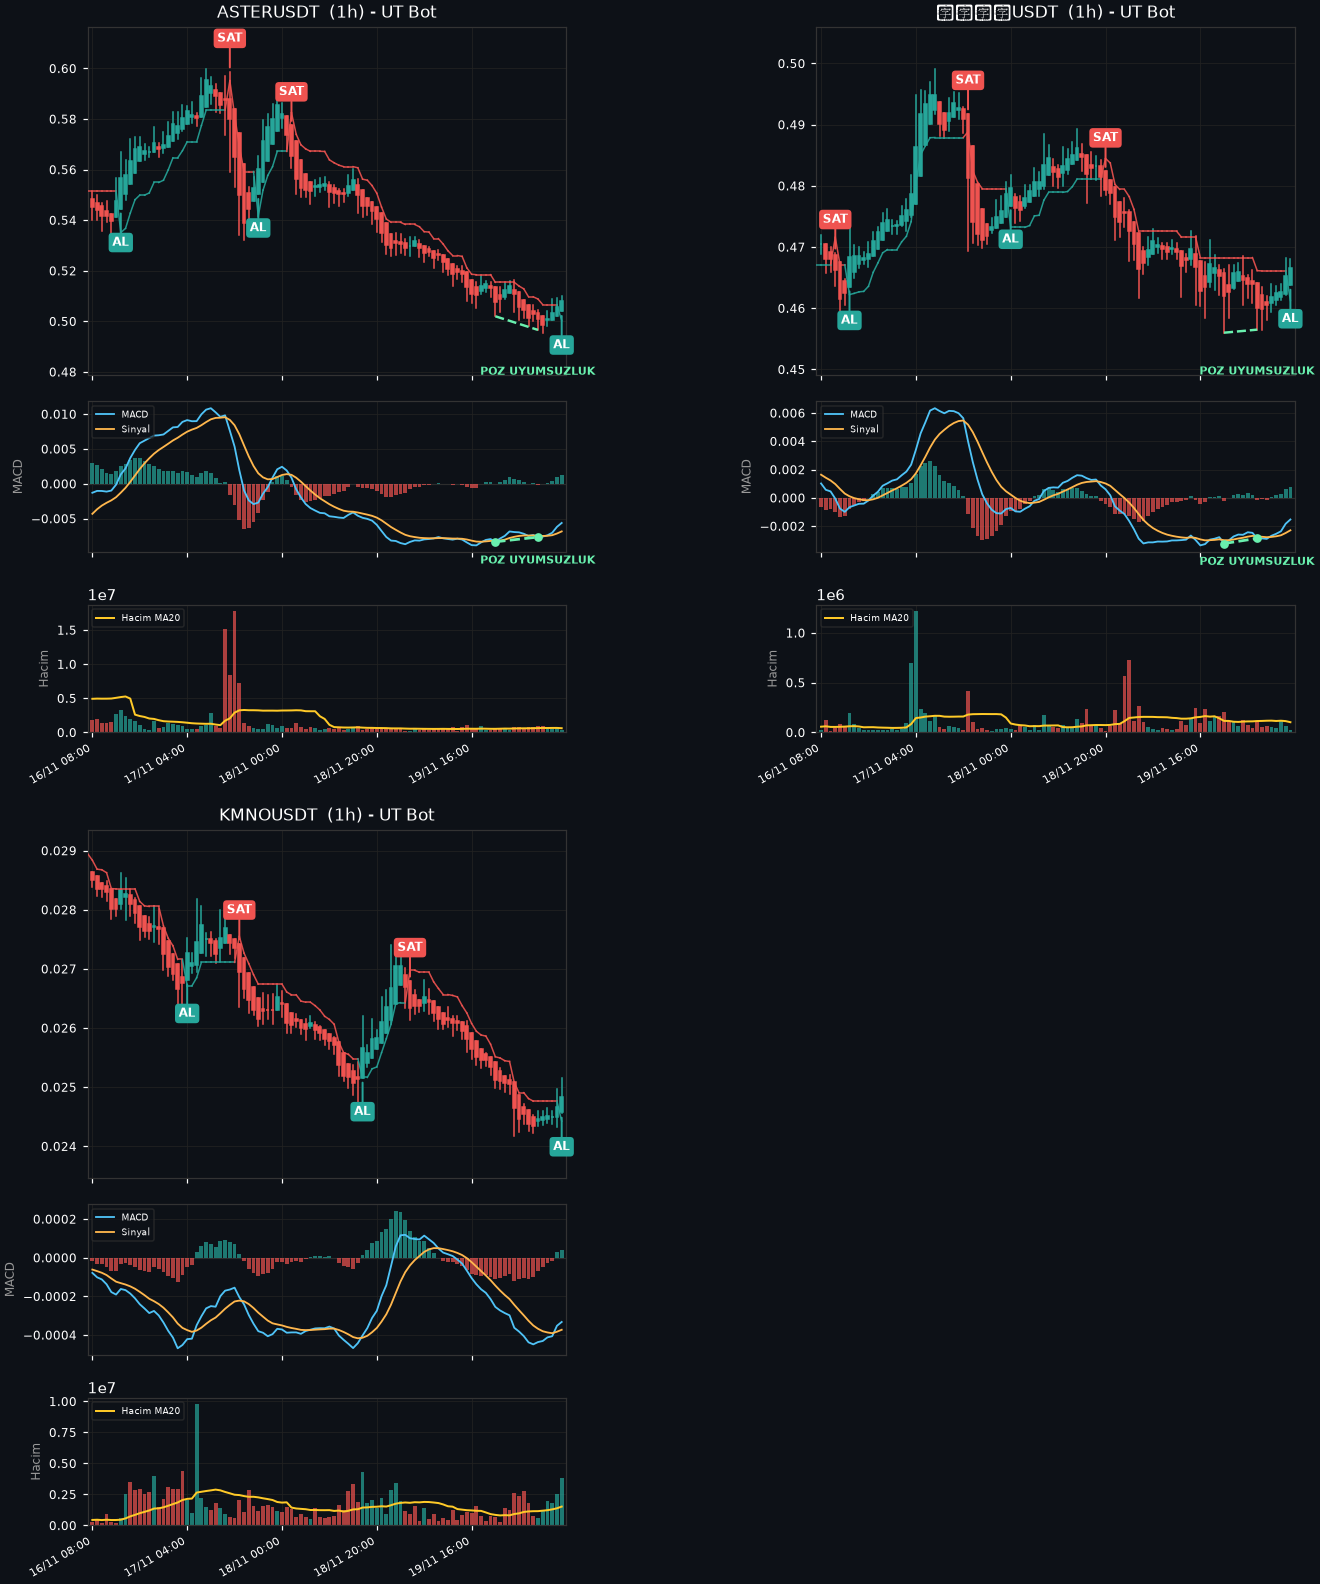 ASTERUSDT (1h) - UT Bot
SAT
SAT
AL
AL
AL
0.60
0.58
0.56
0.54
0.52
0.50
0.48
POZ UYUMSUZLUK
MACD
Sinyal
MACD
0.010
0.005
0.000
−0.005
POZ UYUMSUZLUK
1e7
Hacim MA20
Hacim
1.5
1.0
0.5
0.0
16/11 08:00
17/11 04:00
18/11 00:00
18/11 20:00
19/11 16:00
USDT (1h) - UT Bot
SAT
SAT
SAT
AL
AL
AL
0.50
0.49
0.48
0.47
0.46
0.45
POZ UYUMSUZLUK
MACD
Sinyal
MACD
0.006
0.004
0.002
0.000
−0.002
POZ UYUMSUZLUK
1e6
Hacim MA20
Hacim
1.0
0.5
0.0
16/11 08:00
17/11 04:00
18/11 00:00
18/11 20:00
19/11 16:00
KMNOUSDT (1h) - UT Bot
SAT
SAT
AL
AL
AL
0.029
0.028
0.027
0.026
0.025
0.024
MACD
Sinyal
MACD
0.0002
0.0000
−0.0002
−0.0004
1e7
Hacim MA20
Hacim
1.00
0.75
0.50
0.25
0.00
16/11 08:00
17/11 04:00
18/11 00:00
18/11 20:00
19/11 16:00